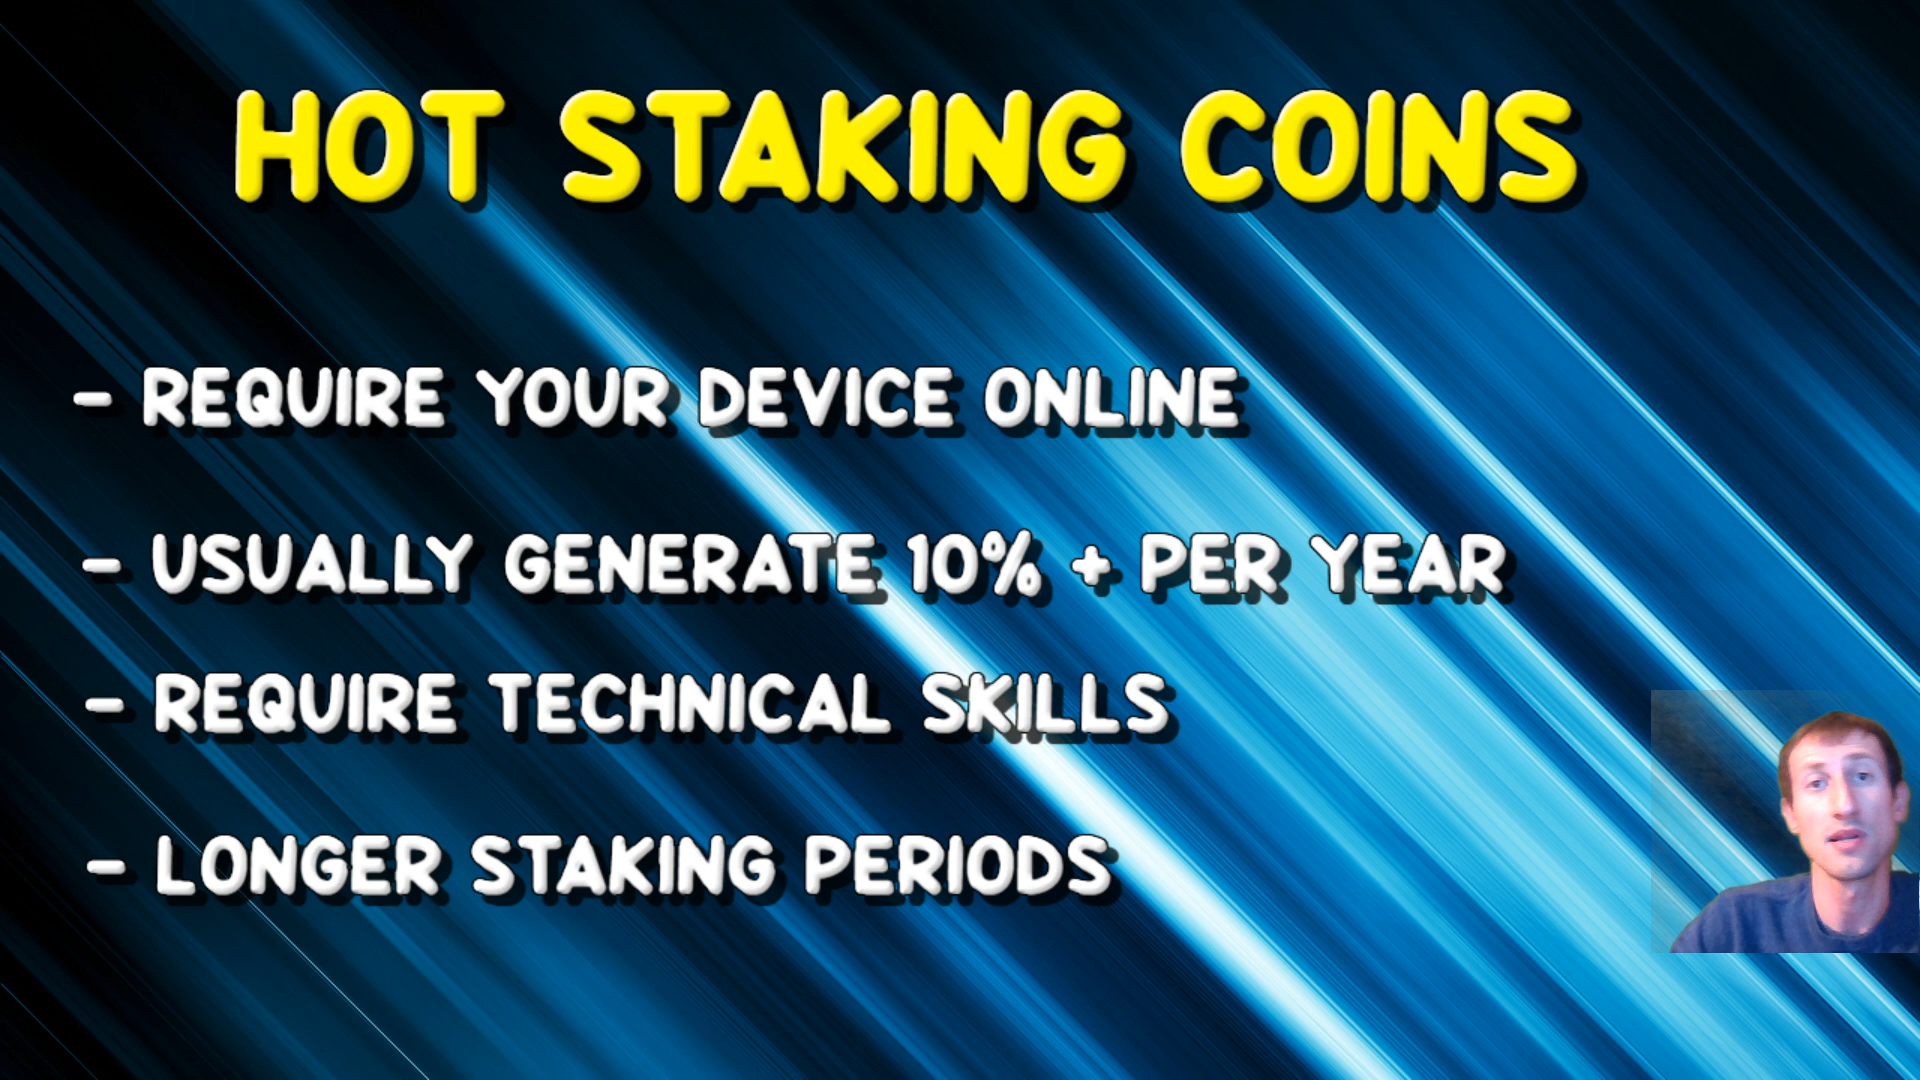 HOT STAKING COINS
- REQUIRE YOUR DEVICE ONLINE
- USUALLY GENERATE 10% + PER YEAR
- REQUIRE TECHNICAL SKILLS
- LONGER STAKING PERIODS